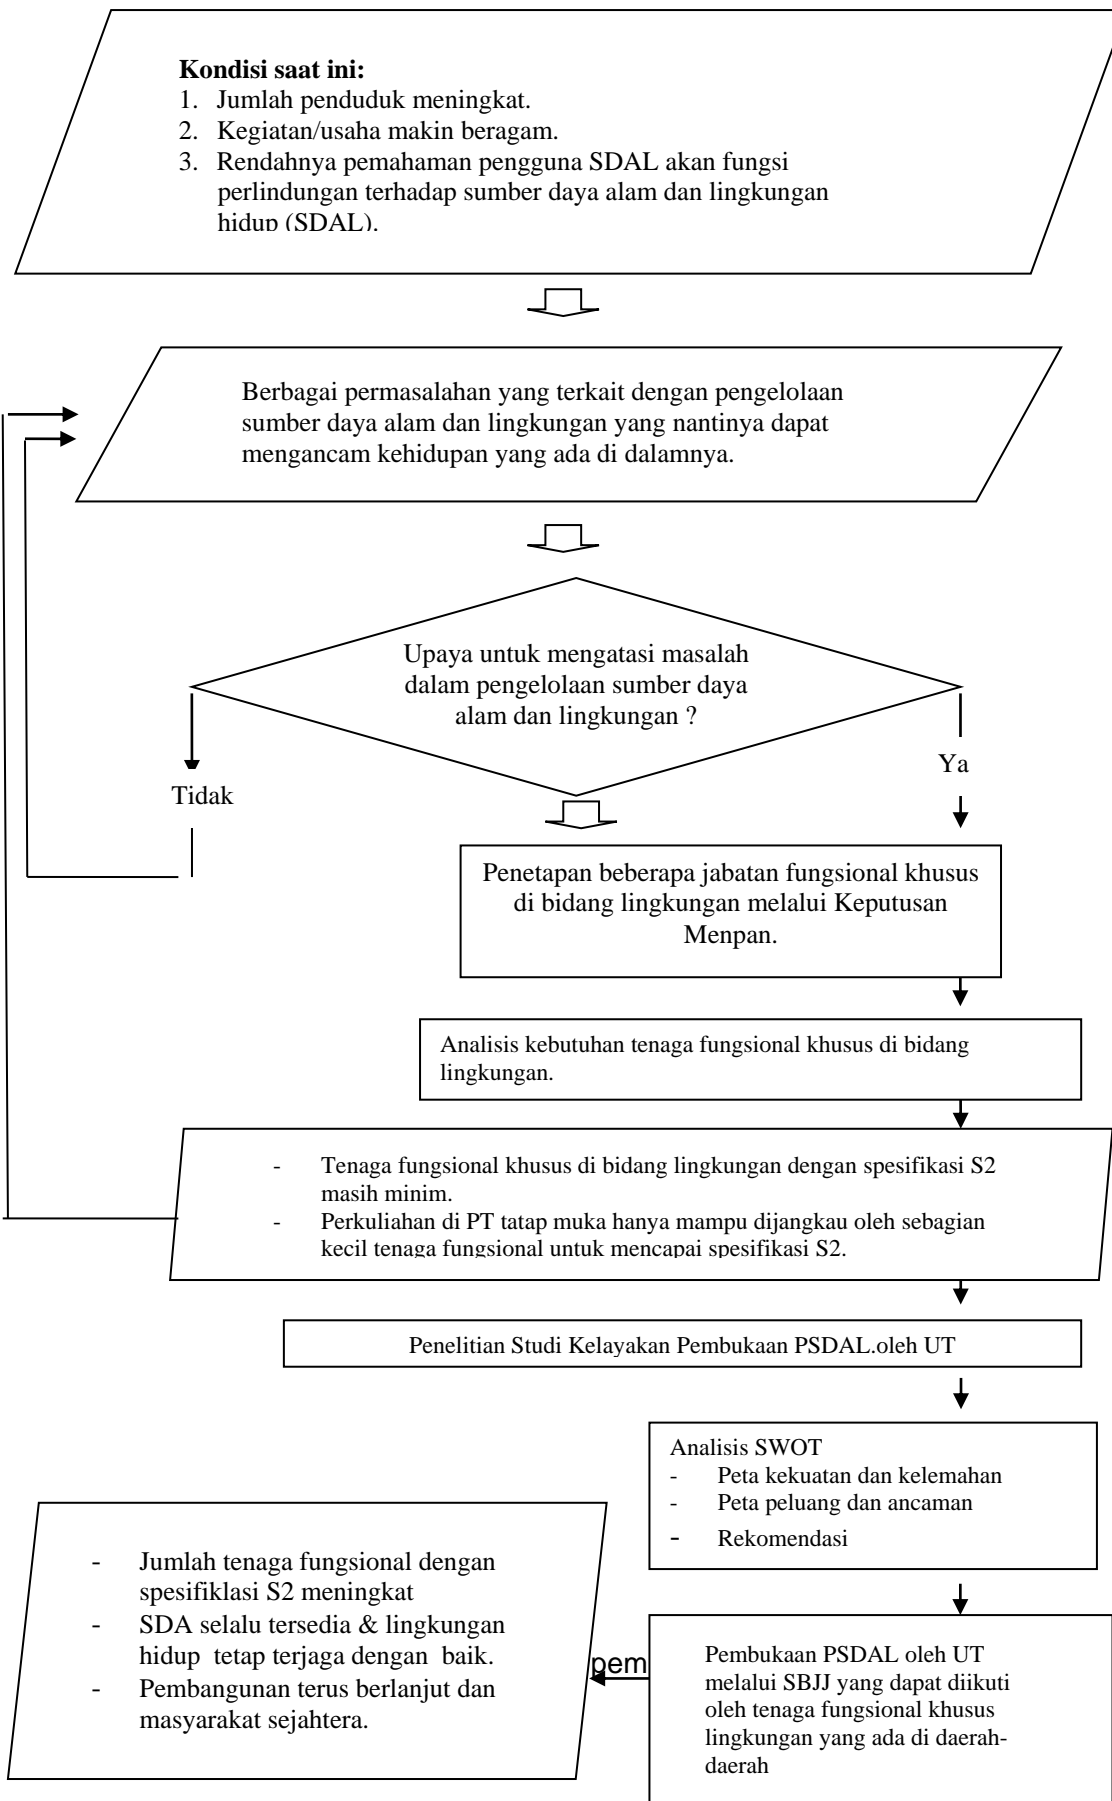 Kondisi saat ini:
1. Jumlah penduduk meningkat.
2. Kegiatan/usaha makin beragam.
3. Rendahnya pemahaman pengguna SDAL akan fungsi
perlindungan terhadap sumber daya alam dan lingkungan
hidup (SDAL).
Berbagai permasalahan yang terkait dengan pengelolaan
sumber daya alam dan lingkungan yang nantinya dapat
mengancam kehidupan yang ada di dalamnya.
Upaya untuk mengatasi masalah
dalam pengelolaan sumber daya
alam dan lingkungan ?
Ya
Tidak
Penetapan beberapa jabatan fungsional khusus
di bidang lingkungan melalui Keputusan
Menpan.
Analisis kebutuhan tenaga fungsional khusus di bidang
lingkungan.
- Tenaga fungsional khusus di bidang lingkungan dengan spesifikasi S2
masih minim.
- Perkuliahan di PT tatap muka hanya mampu dijangkau oleh sebagian
kecil tenaga fungsional untuk mencapai spesifikasi S2.
Penelitian Studi Kelayakan Pembukaan PSDAL.oleh UT
Analisis SWOT
- Peta kekuatan dan kelemahan
- Peta peluang dan ancaman
- Rekomendasi
- Jumlah tenaga fungsional dengan
spesifiklasi S2 meningkat
- SDA selalu tersedia & lingkungan
hidup tetap terjaga dengan baik.
- Pembangunan terus berlanjut dan
masyarakat sejahtera.
pem
Pembukaan PSDAL oleh UT
melalui SBJJ yang dapat diikuti
oleh tenaga fungsional khusus
lingkungan yang ada di daerah-
daerah